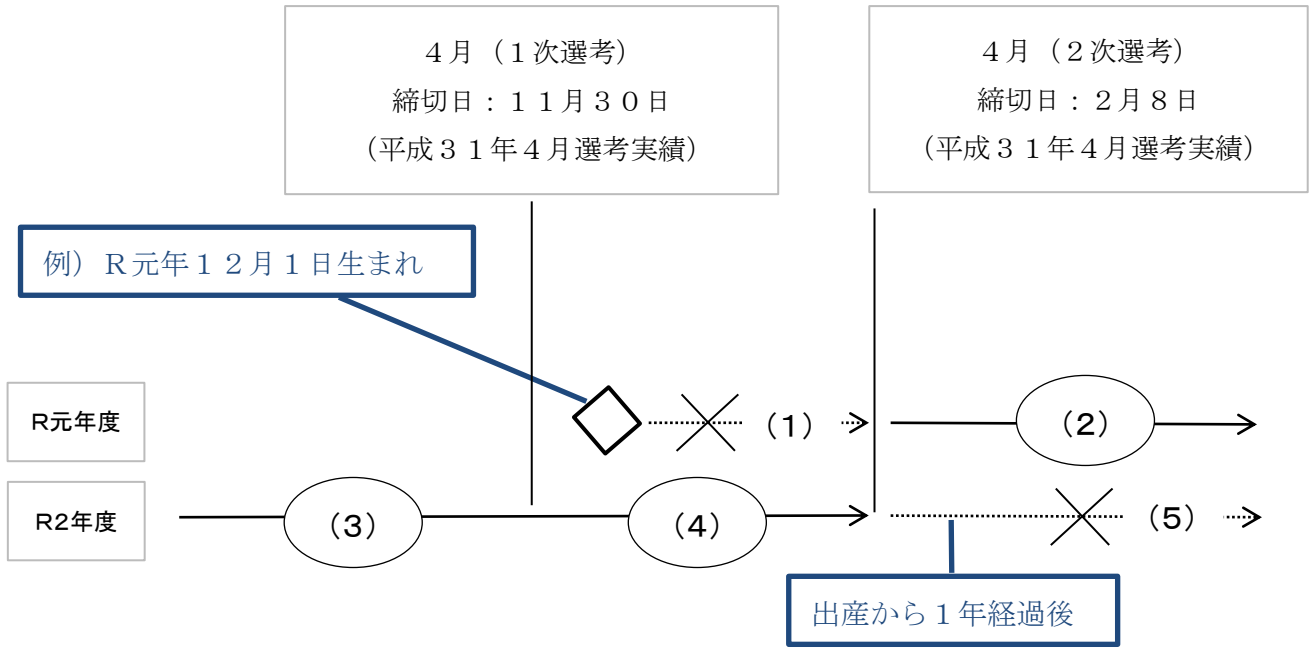 4月（1次選考）
締切日：11月30日
（平成31年4月選考実績）
4月（2次選考）
締切日：2月8日
（平成31年4月選考実績）
例）R元年12月1日生まれ
R元年度
（1）
（2）
R2年度
（3）
（4）
（5）
出産から1年経過後